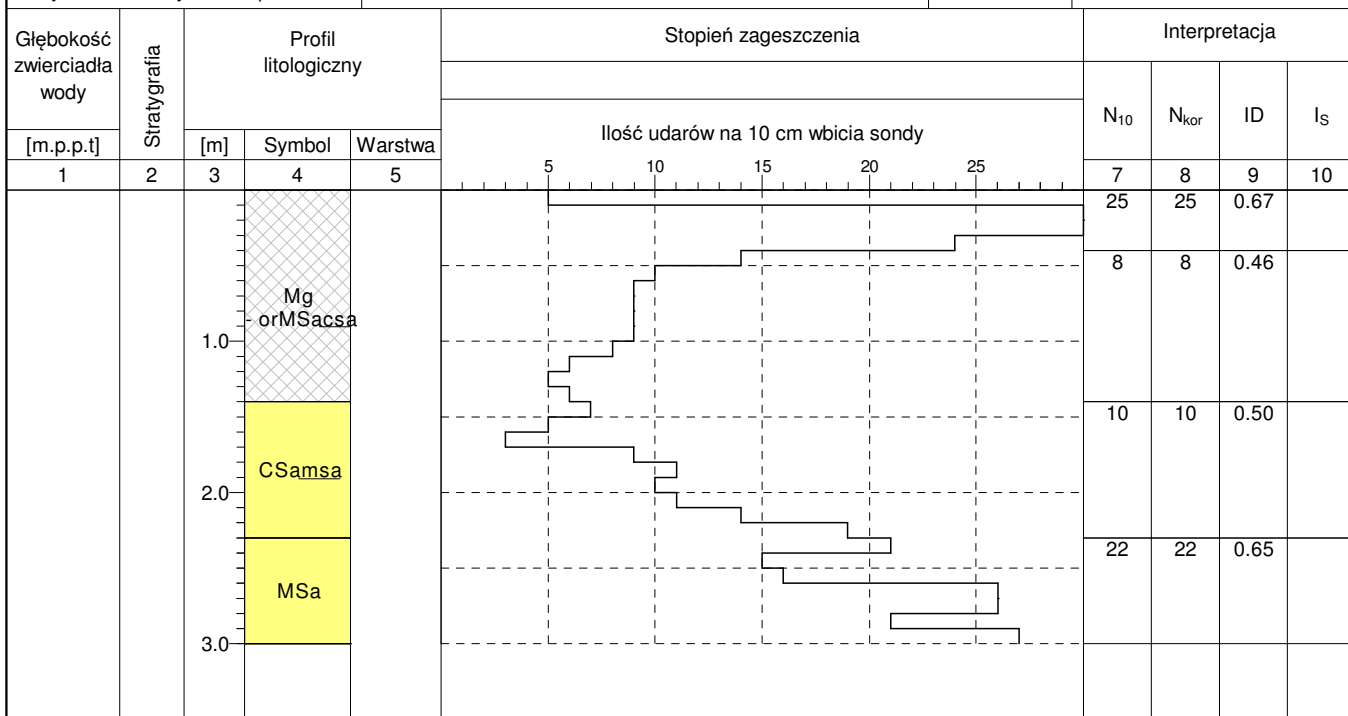 Głębokość
zwierciadła
wody
[m.p.p.t]
Stratygrafia
Profil
litologiczny
[m] Symbol Warstwa
Stopień zageszczenia
Ilość udarów na 10 cm wbicia sondy
Interpretacja
N10 Nkor ID IS
1 2 3 4 5 7 8 9 10
5 10 15 20 25
25 25 0.67
8 8 0.46
Mg
orMSacsa
1.0
10 10 0.50
CSamsa
2.0
22 22 0.65
MSa
3.0